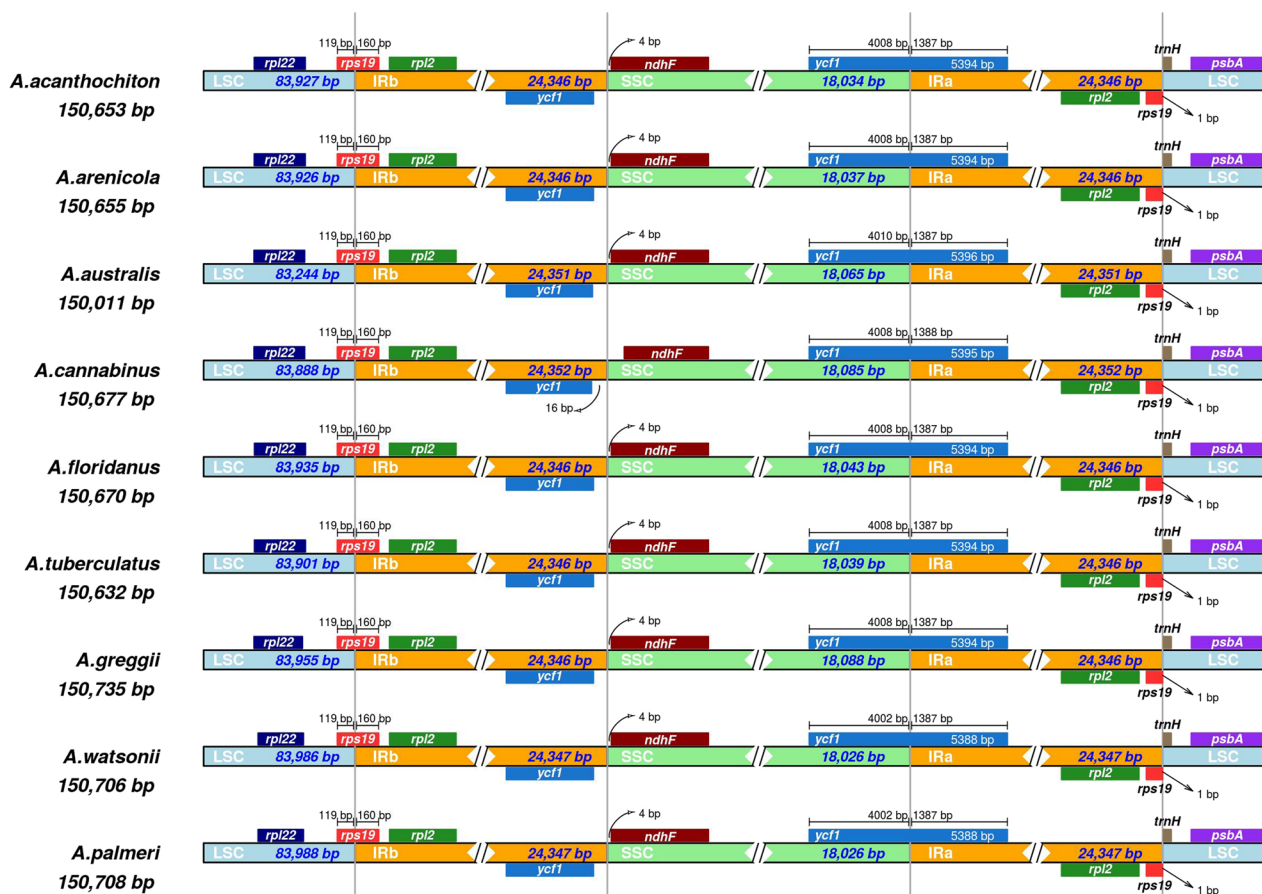 119 bp 160 bp 4 bp 4008 bp 1387 bp trnH
rpl22 rps19 rpl2 ndhF ycf1 5394 bp psbA
A.acanthochiton LSC 83,927 bp IRb 24,346 bp SSC 18,034 bp IRa 24,346 bp LSC
150,653 bp ycf1 rpl2 rps19 1 bp
119 bp 160 bp 4 bp 4008 bp 1387 bp trnH
rpl22 rps19 rpl2 ndhF ycf1 5394 bp psbA
A.arenicola LSC 83,926 bp IRb 24,346 bp SSC 18,037 bp IRa 24,346 bp LSC
150,655 bp ycf1 rpl2 rps19 1 bp
119 bp 160 bp 4 bp 4010 bp 1387 bp trnH
rpl22 rps19 rpl2 ndhF ycf1 5396 bp psbA
A.australis LSC 83,244 bp IRb 24,351 bp SSC 18,065 bp IRa 24,351 bp LSC
150,011 bp ycf1 rpl2 rps19 1 bp
119 bp 160 bp 4008 bp 1388 bp trnH
rpl22 rps19 rpl2 ndhF ycf1 5395 bp psbA
A.cannabinus LSC 83,888 bp IRb 24,352 bp SSC 18,085 bp IRa 24,352 bp LSC
150,677 bp ycf1 16 bp rpl2 rps19 1 bp
119 bp 160 bp 4 bp 4008 bp 1387 bp trnH
rpl22 rps19 rpl2 ndhF ycf1 5394 bp psbA
A.floridanus LSC 83,935 bp IRb 24,346 bp SSC 18,043 bp IRa 24,346 bp LSC
150,670 bp ycf1 rpl2 rps19 1 bp
119 bp 160 bp 4 bp 4008 bp 1387 bp trnH
rpl22 rps19 rpl2 ndhF ycf1 5394 bp psbA
A.tuberculatus LSC 83,901 bp IRb 24,346 bp SSC 18,039 bp IRa 24,346 bp LSC
150,632 bp ycf1 rpl2 rps19 1 bp
119 bp 160 bp 4 bp 4008 bp 1387 bp trnH
rpl22 rps19 rpl2 ndhF ycf1 5394 bp psbA
A.greggii LSC 83,955 bp IRb 24,346 bp SSC 18,088 bp IRa 24,346 bp LSC
150,735 bp ycf1 rpl2 rps19 1 bp
119 bp 160 bp 4 bp 4002 bp 1387 bp trnH
rpl22 rps19 rpl2 ndhF ycf1 5388 bp psbA
A.watsonii LSC 83,986 bp IRb 24,347 bp SSC 18,026 bp IRa 24,347 bp LSC
150,706 bp ycf1 rpl2 rps19 1 bp
119 bp 160 bp 4 bp 4002 bp 1387 bp trnH
rpl22 rps19 rpl2 ndhF ycf1 5388 bp psbA
A.palmeri LSC 83,988 bp IRb 24,347 bp SSC 18,026 bp IRa 24,347 bp LSC
150,708 bp ycf1 rpl2 rps19 1 bp